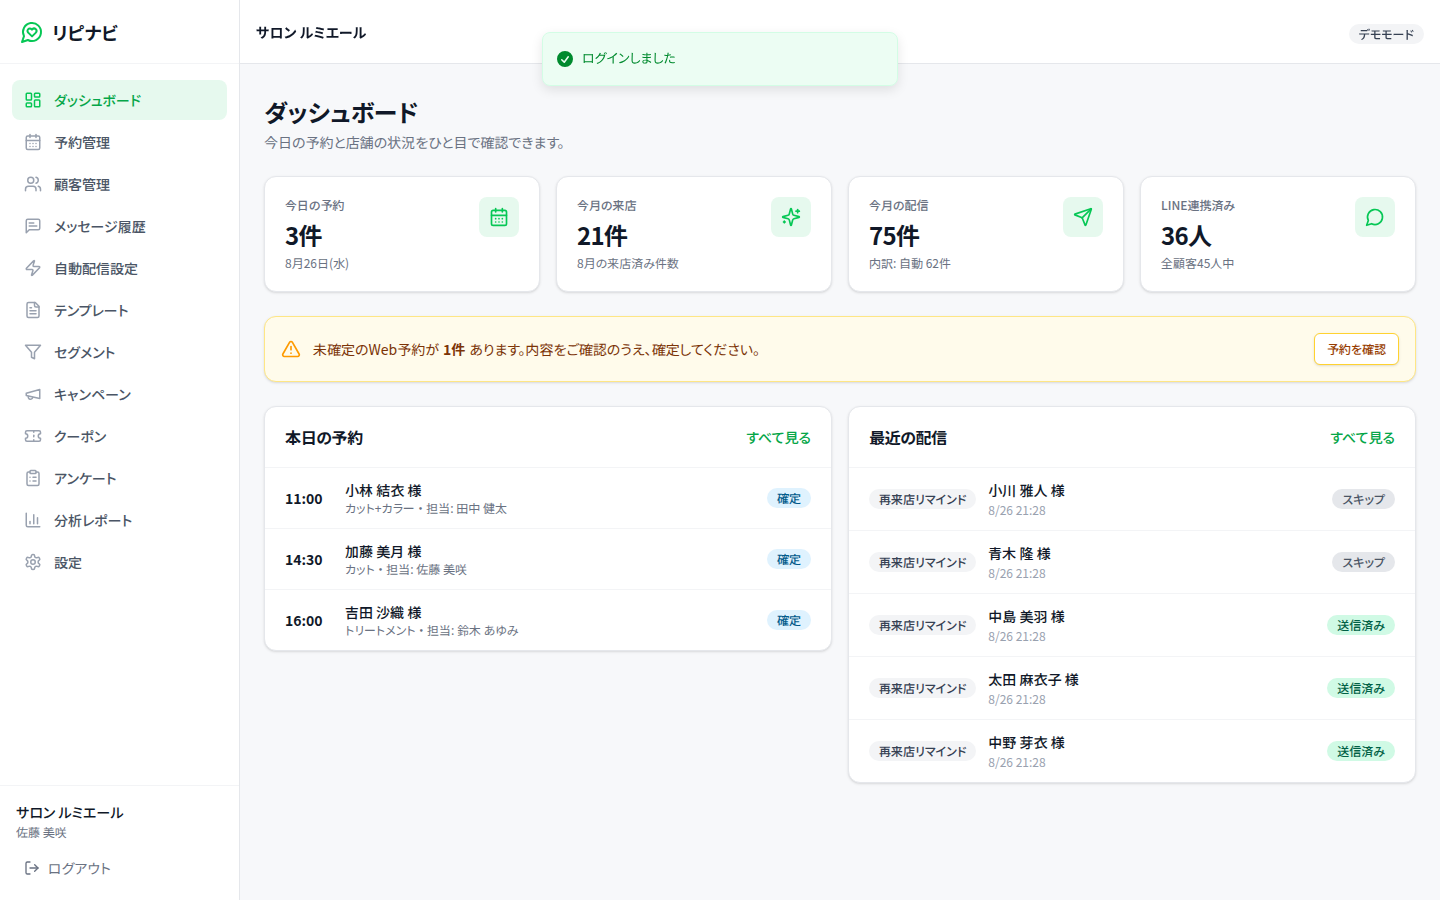 リピナビ
サロン ルミエール
デモモード
ログインしました
ダッシュボード
予約管理
顧客管理
メッセージ履歴
自動配信設定
テンプレート
セグメント
キャンペーン
クーポン
アンケート
分析レポート
設定
サロン ルミエール
佐藤 美咲
ログアウト
ダッシュボード
今日の予約と店舗の状況をひと目で確認できます。
今日の予約
3件
8月26日(水)
今月の来店
21件
8月の来店済み件数
今月の配信
75件
内訳: 自動 62件
LINE連携済み
36人
全顧客45人中
未確定のWeb予約が 1件 あります。内容をご確認のうえ、確定してください。
予約を確認
本日の予約
すべて見る
11:00
小林 結衣 様
カット+カラー・担当: 田中 健太
確定
14:30
加藤 美月 様
カット・担当: 佐藤 美咲
確定
16:00
吉田 沙織 様
トリートメント・担当: 鈴木 あゆみ
確定
最近の配信
すべて見る
再来店リマインド
小川 雅人 様
8/26 21:28
スキップ
再来店リマインド
青木 隆 様
8/26 21:28
スキップ
再来店リマインド
中島 美羽 様
8/26 21:28
送信済み
再来店リマインド
太田 麻衣子 様
8/26 21:28
送信済み
再来店リマインド
中野 芽衣 様
8/26 21:28
送信済み